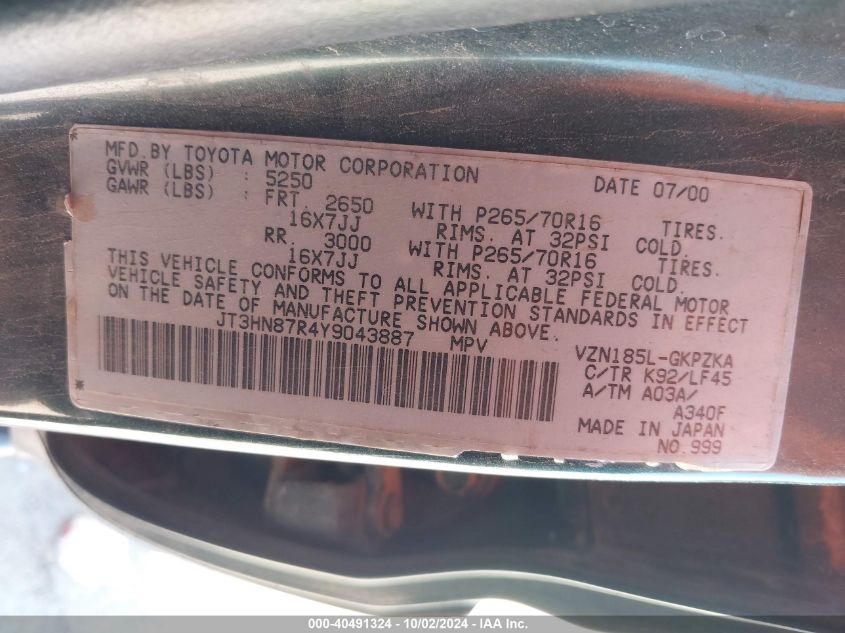 MFD.BY TOYOTA MOTOR CORPORATION DATE 07/00
GVWR (LBS) : 5250
GAWR (LBS) : FRT. 2650 WITH P265/70R16 TIRES.
16X7JJ RIMS. AT 32PSI COLD.
RR. 3000 WITH P265/70R16 TIRES.
16X7JJ RIMS. AT 32PSI COLD.
THIS VEHICLE CONFORMS TO ALL APPLICABLE FEDERAL MOTOR
VEHICLE SAFETY AND THEFT PREVENTION STANDARDS IN EFFECT
ON THE DATE OF MANUFACTURE SHOWN ABOVE.
JT3HN87R4Y9043887 MPV VZN185L-GKPZKA
C/TR K92/LF45
A/TM A03A/
A340F
MADE IN JAPAN
NO.999
000-40491324 - 10/02/2024 - IAAI.com